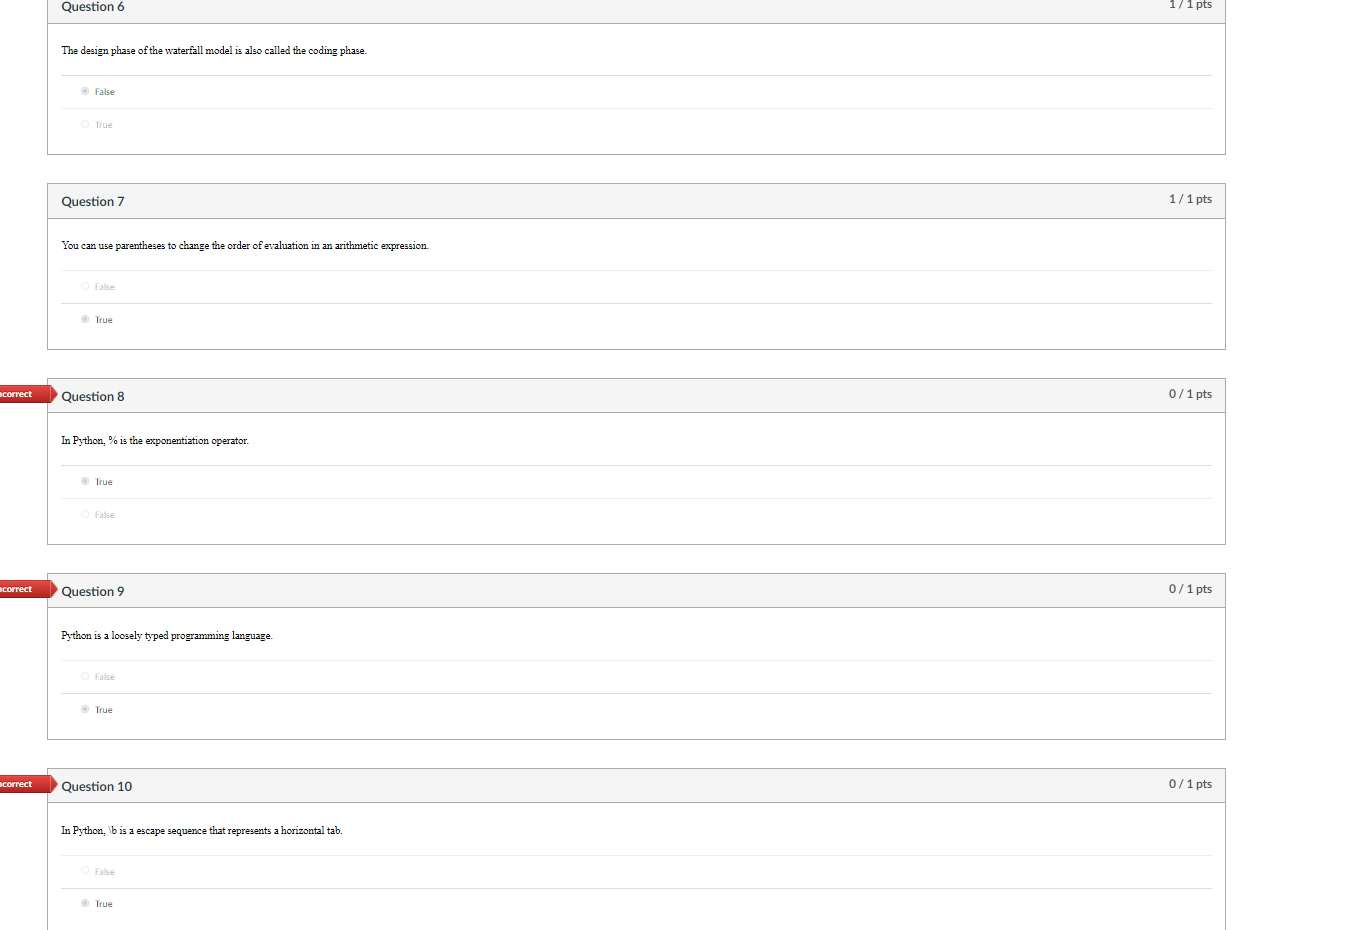 Question 6
1 / 1 pts
The design phase of the waterfall model is also called the coding phase.
False
True
Question 7
1 / 1 pts
You can use parentheses to change the order of evaluation in an arithmetic expression.
False
True
correct
Question 8
0 / 1 pts
In Python, % is the exponentiation operator.
True
False
correct
Question 9
0 / 1 pts
Python is a loosely typed programming language.
False
True
correct
Question 10
0 / 1 pts
In Python, \b is a escape sequence that represents a horizontal tab.
False
True